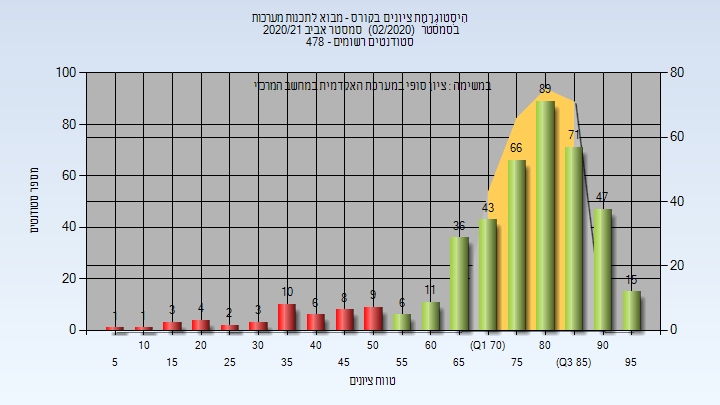 היסטוגרמת ציונים בקורס - מבוא לתכנות מערכות
בסמסטר (02/2020) סמסטר אביב 2020/21
סטודנטים רשומים - 478
במשימה : ציון סופי במערכת האקדמית במחשב המרכזי
מספר סטודנטים
100 80 60 40 20 0
80 60 40 20 0
1 1 3 4 2 3 10 6 8 9 6 11 36 43 66 89 71 47 15
10 20 30 40 50 60 (Q1 70) 80 90
5 15 25 35 45 55 65 75 (Q3 85) 95
טווח ציונים